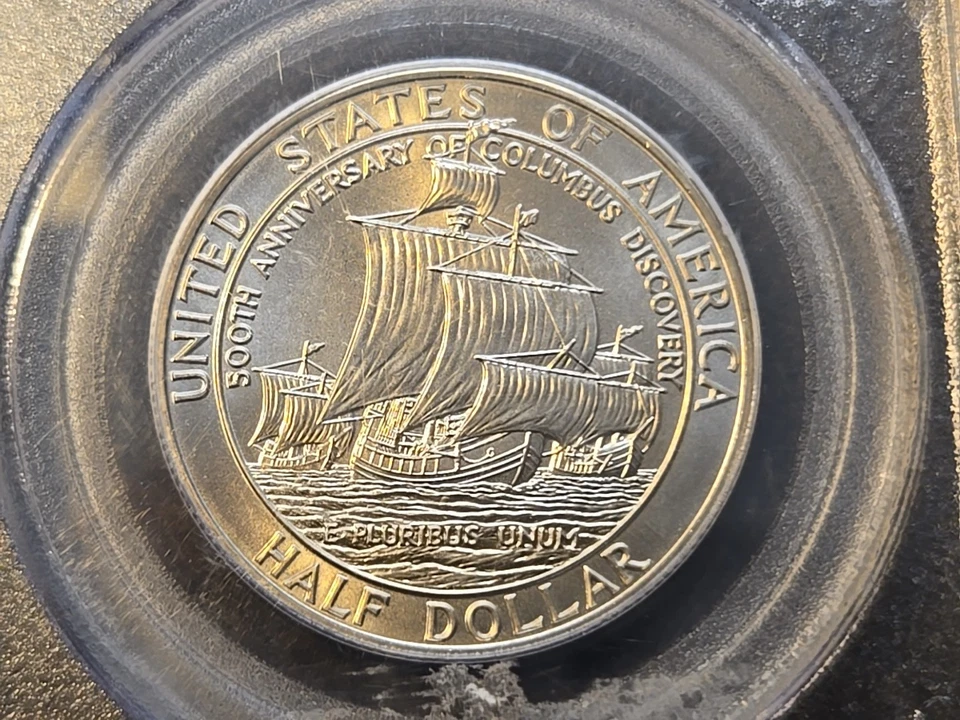 UNITED STATES OF AMERICA
500TH ANNIVERSARY OF COLUMBUS DISCOVERY
E PLURIBUS UNUM
HALF DOLLAR